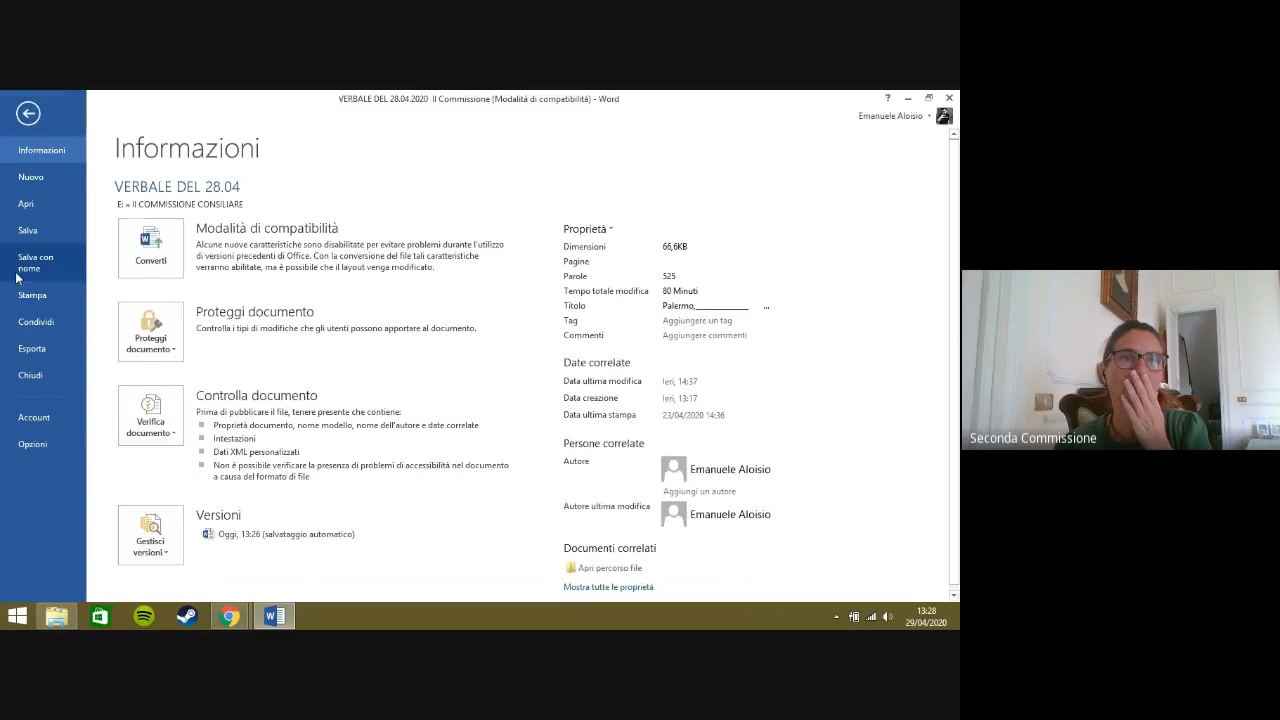 VERBALE DEL 28.04.2020 II Commissione [Modalità di compatibilità] - Word
?
Emanuele Aloisio
Informazioni
Nuovo
Apri
Salva
Salva con
nome
Stampa
Condividi
Esporta
Chiudi
Account
Opzioni
Informazioni
VERBALE DEL 28.04
E: » II COMMISSIONE CONSILIARE
Converti
Modalità di compatibilità
Alcune nuove caratteristiche sono disabilitate per evitare problemi durante l'utilizzo
di versioni precedenti di Office. Con la conversione del file tali caratteristiche
verranno abilitate, ma è possibile che il layout venga modificato.
Proteggi
documento
Proteggi documento
Controlla i tipi di modifiche che gli utenti possono apportare al documento.
Verifica
documento
Controlla documento
Prima di pubblicare il file, tenere presente che contiene:
Proprietà documento, nome modello, nome dell'autore e date correlate
Intestazioni
Dati XML personalizzati
Non è possibile verificare la presenza di problemi di accessibilità nel documento
a causa del formato di file
Gestisci
versioni
Versioni
Oggi, 13:26 (salvataggio automatico)
Proprietà
Dimensioni 66,6KB
Pagine
Parole 525
Tempo totale modifica 80 Minuti
Titolo Palermo,____________ ...
Tag Aggiungere un tag
Commenti Aggiungere commenti
Date correlate
Data ultima modifica Ieri, 14:37
Data creazione Ieri, 13:17
Data ultima stampa 23/04/2020 14:36
Persone correlate
Autore Emanuele Aloisio
Aggiungi un autore
Autore ultima modifica Emanuele Aloisio
Documenti correlati
Apri percorso file
Mostra tutte le proprietà
13:28
29/04/2020
Seconda Commissione